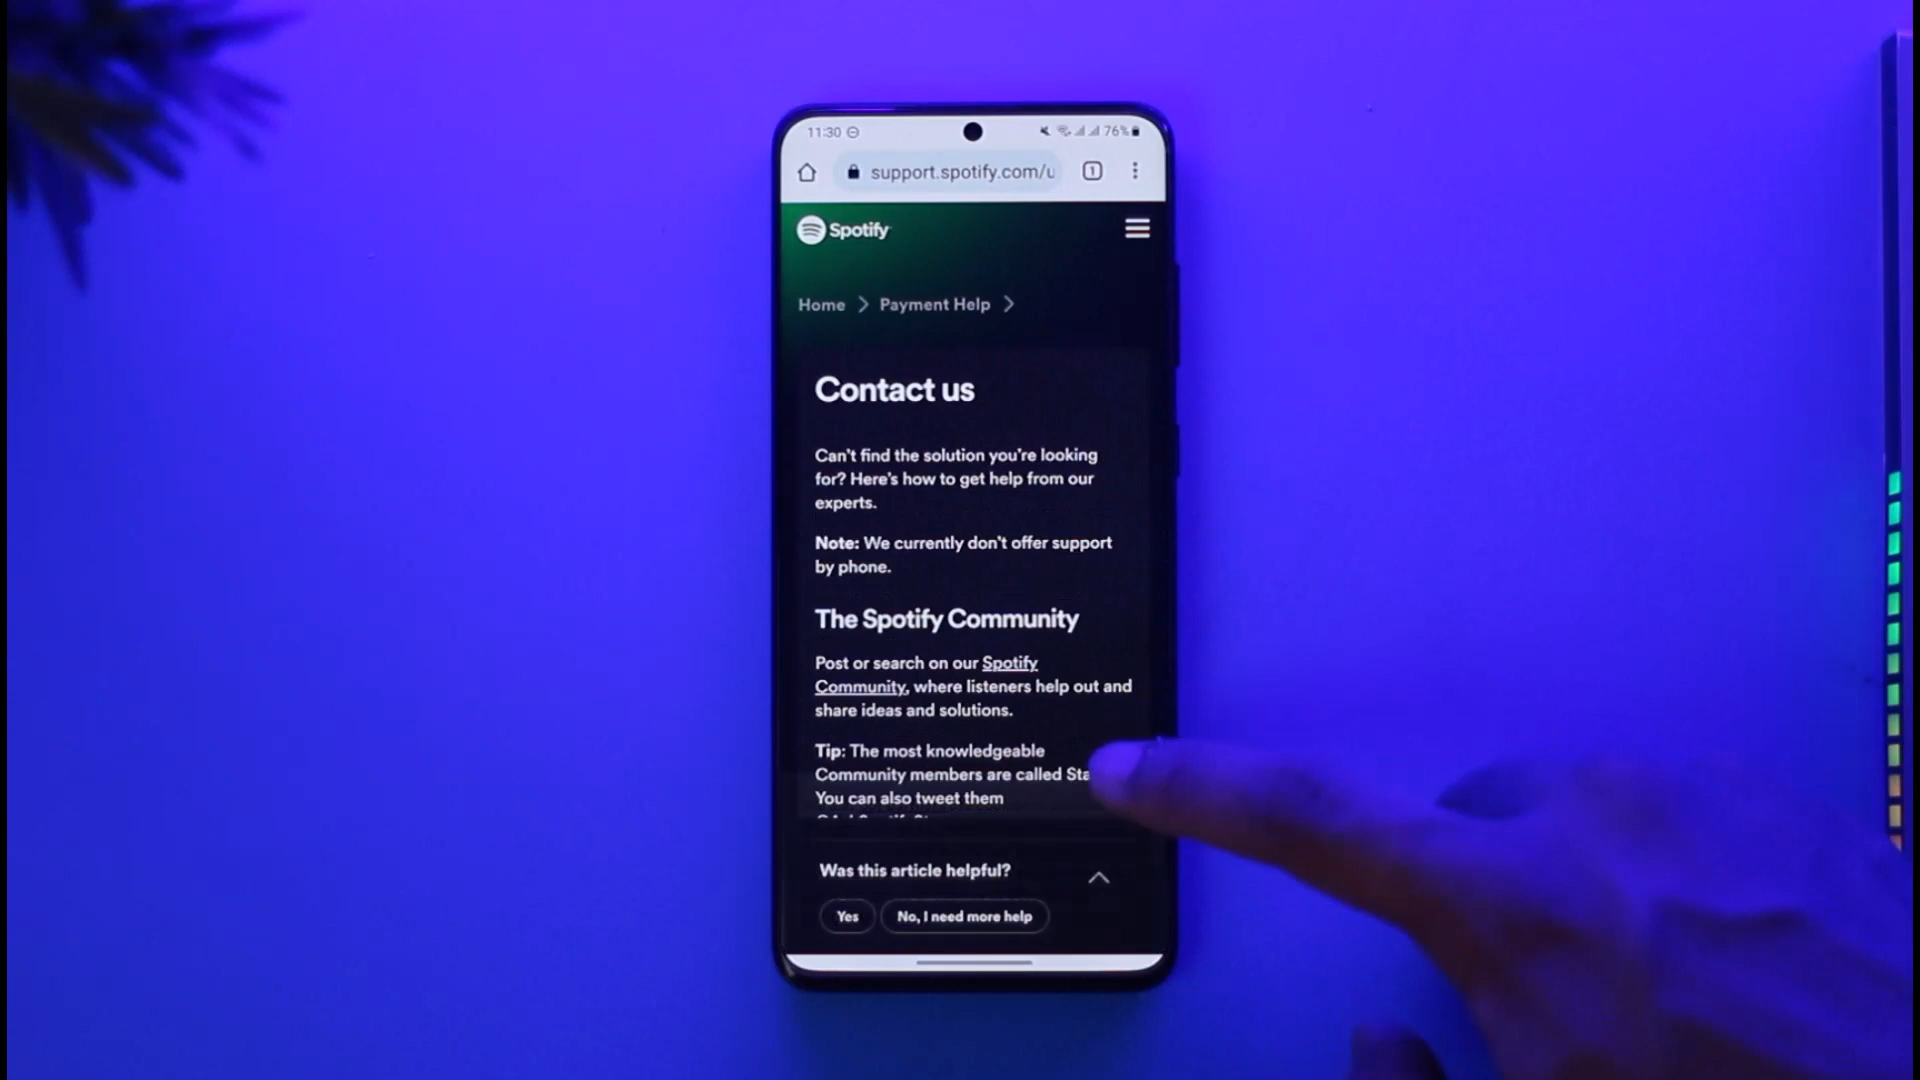 11:30
76%
support.spotify.com/u
1
Spotify
Home > Payment Help >
Contact us
Can't find the solution you're looking
for? Here's how to get help from our
experts.
Note: We currently don't offer support
by phone.
The Spotify Community
Post or search on our Spotify
Community, where listeners help out and
share ideas and solutions.
Tip: The most knowledgeable
Community members are called Sta
You can also tweet them
Was this article helpful?
Yes
No, I need more help